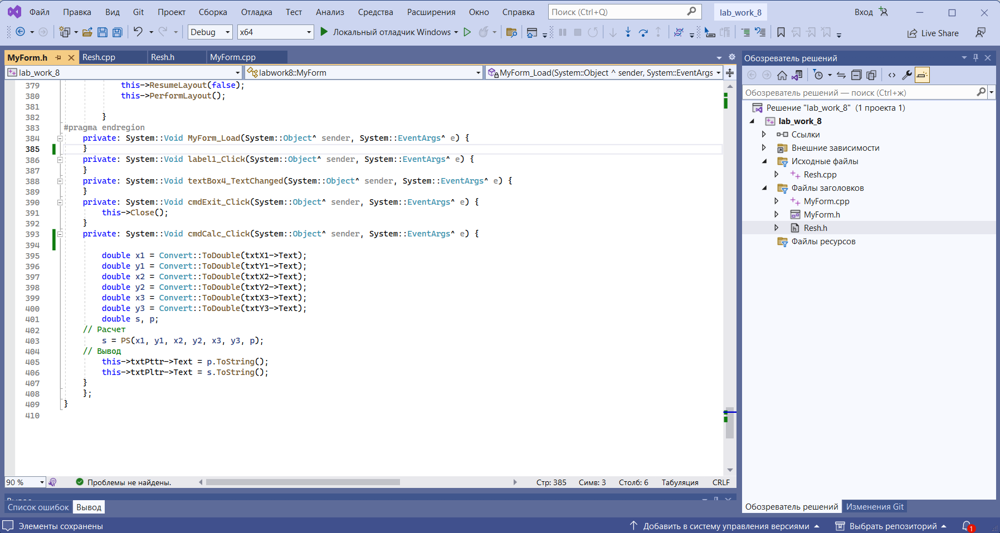 Файл Правка Вид Git Проект Сборка Отладка Тест Анализ Средства Расширения Окно Справка Поиск (Ctrl+Q) lab_work_8 Вход
Debug x64 Локальный отладчик Windows Live Share
MyForm.h Resh.cpp Resh.h MyForm.cpp
lab_work_8 labwork8::MyForm MyForm_Load(System::Object ^ sender, System::EventArgs
379 this->ResumeLayout(false);
380 this->PerformLayout();
381
382 }
383 #pragma endregion
384 private: System::Void MyForm_Load(System::Object^ sender, System::EventArgs^ e) {
385 }
386 private: System::Void label1_Click(System::Object^ sender, System::EventArgs^ e) {
387 }
388 private: System::Void textBox4_TextChanged(System::Object^ sender, System::EventArgs^ e) {
389 }
390 private: System::Void cmdExit_Click(System::Object^ sender, System::EventArgs^ e) {
391 this->Close();
392 }
393 private: System::Void cmdCalc_Click(System::Object^ sender, System::EventArgs^ e) {
394
395 double x1 = Convert::ToDouble(txtX1->Text);
396 double y1 = Convert::ToDouble(txtY1->Text);
397 double x2 = Convert::ToDouble(txtX2->Text);
398 double y2 = Convert::ToDouble(txtY2->Text);
399 double x3 = Convert::ToDouble(txtX3->Text);
400 double y3 = Convert::ToDouble(txtY3->Text);
401 double s, p;
402 // Расчет
403 s = PS(x1, y1, x2, y2, x3, y3, p);
404 // Вывод
405 this->txtPttr->Text = p.ToString();
406 this->txtPltr->Text = s.ToString();
407 }
408 };
409 }
410
90 % Проблемы не найдены. Стр: 385 Симв: 3 Столб: 6 Табуляция CRLF
Список ошибок Вывод
Обозреватель решений
Обозреватель решений — поиск (Ctrl+ж)
Решение "lab_work_8" (1 проекта 1)
lab_work_8
Ссылки
Внешние зависимости
Исходные файлы
Resh.cpp
Файлы заголовков
MyForm.cpp
MyForm.h
Resh.h
Файлы ресурсов
Обозреватель решений Изменения Git
Элементы сохранены Добавить в систему управления версиями Выбрать репозиторий 1